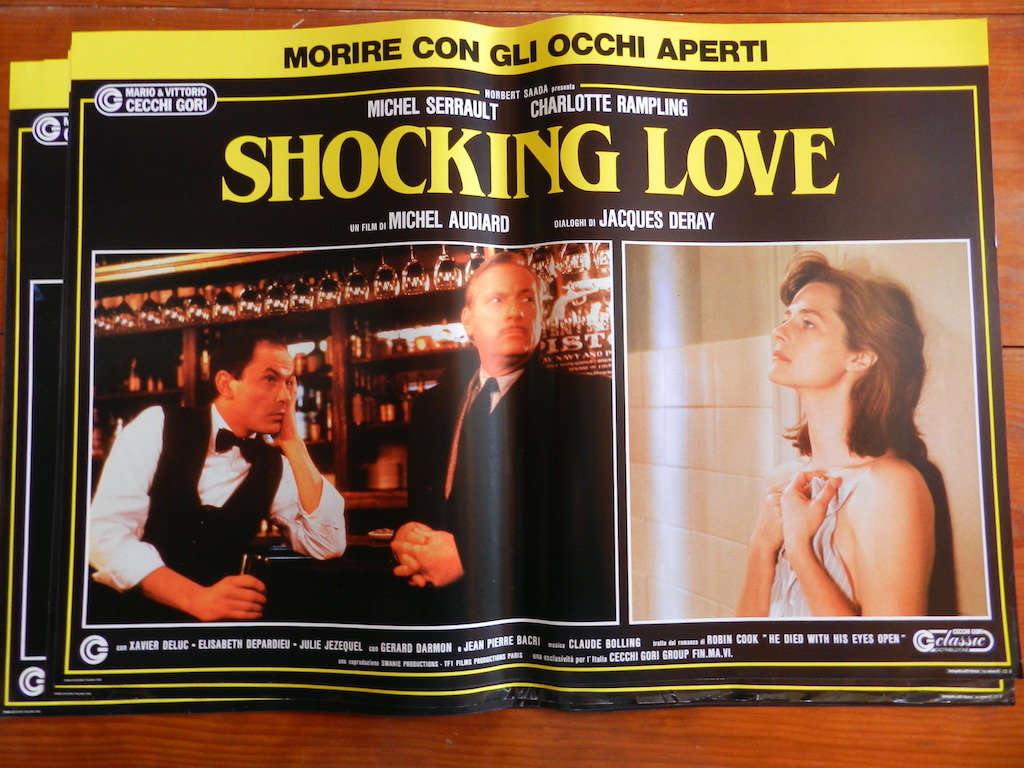 MORIRE CON GLI OCCHI APERTI
MARIO & VITTORIO
CECCHI GORI
NORBERT SAADA presenta
MICHEL SERRAULT CHARLOTTE RAMPLING
SHOCKING LOVE
UN FILM DI MICHEL AUDIARD DIALOGHI DI JACQUES DERAY
con XAVIER DELUC - ELISABETH DEPARDIEU - JULIE JEZEQUEL con GERARD DARMON e JEAN PIERRE BACRI musica CLAUDE BOLLING tratto dal romanzo di ROBIN COOK "HE DIED WITH HIS EYES OPEN"
una coproduzione SWANIE PRODUCTIONS - TF1 FILMS PRODUCTIONS PARIS una esclusività per l'Italia CECCHI GORI GROUP FIN.MA.VI.
CECCHI GORI
classic
DISTRIBUZIONE